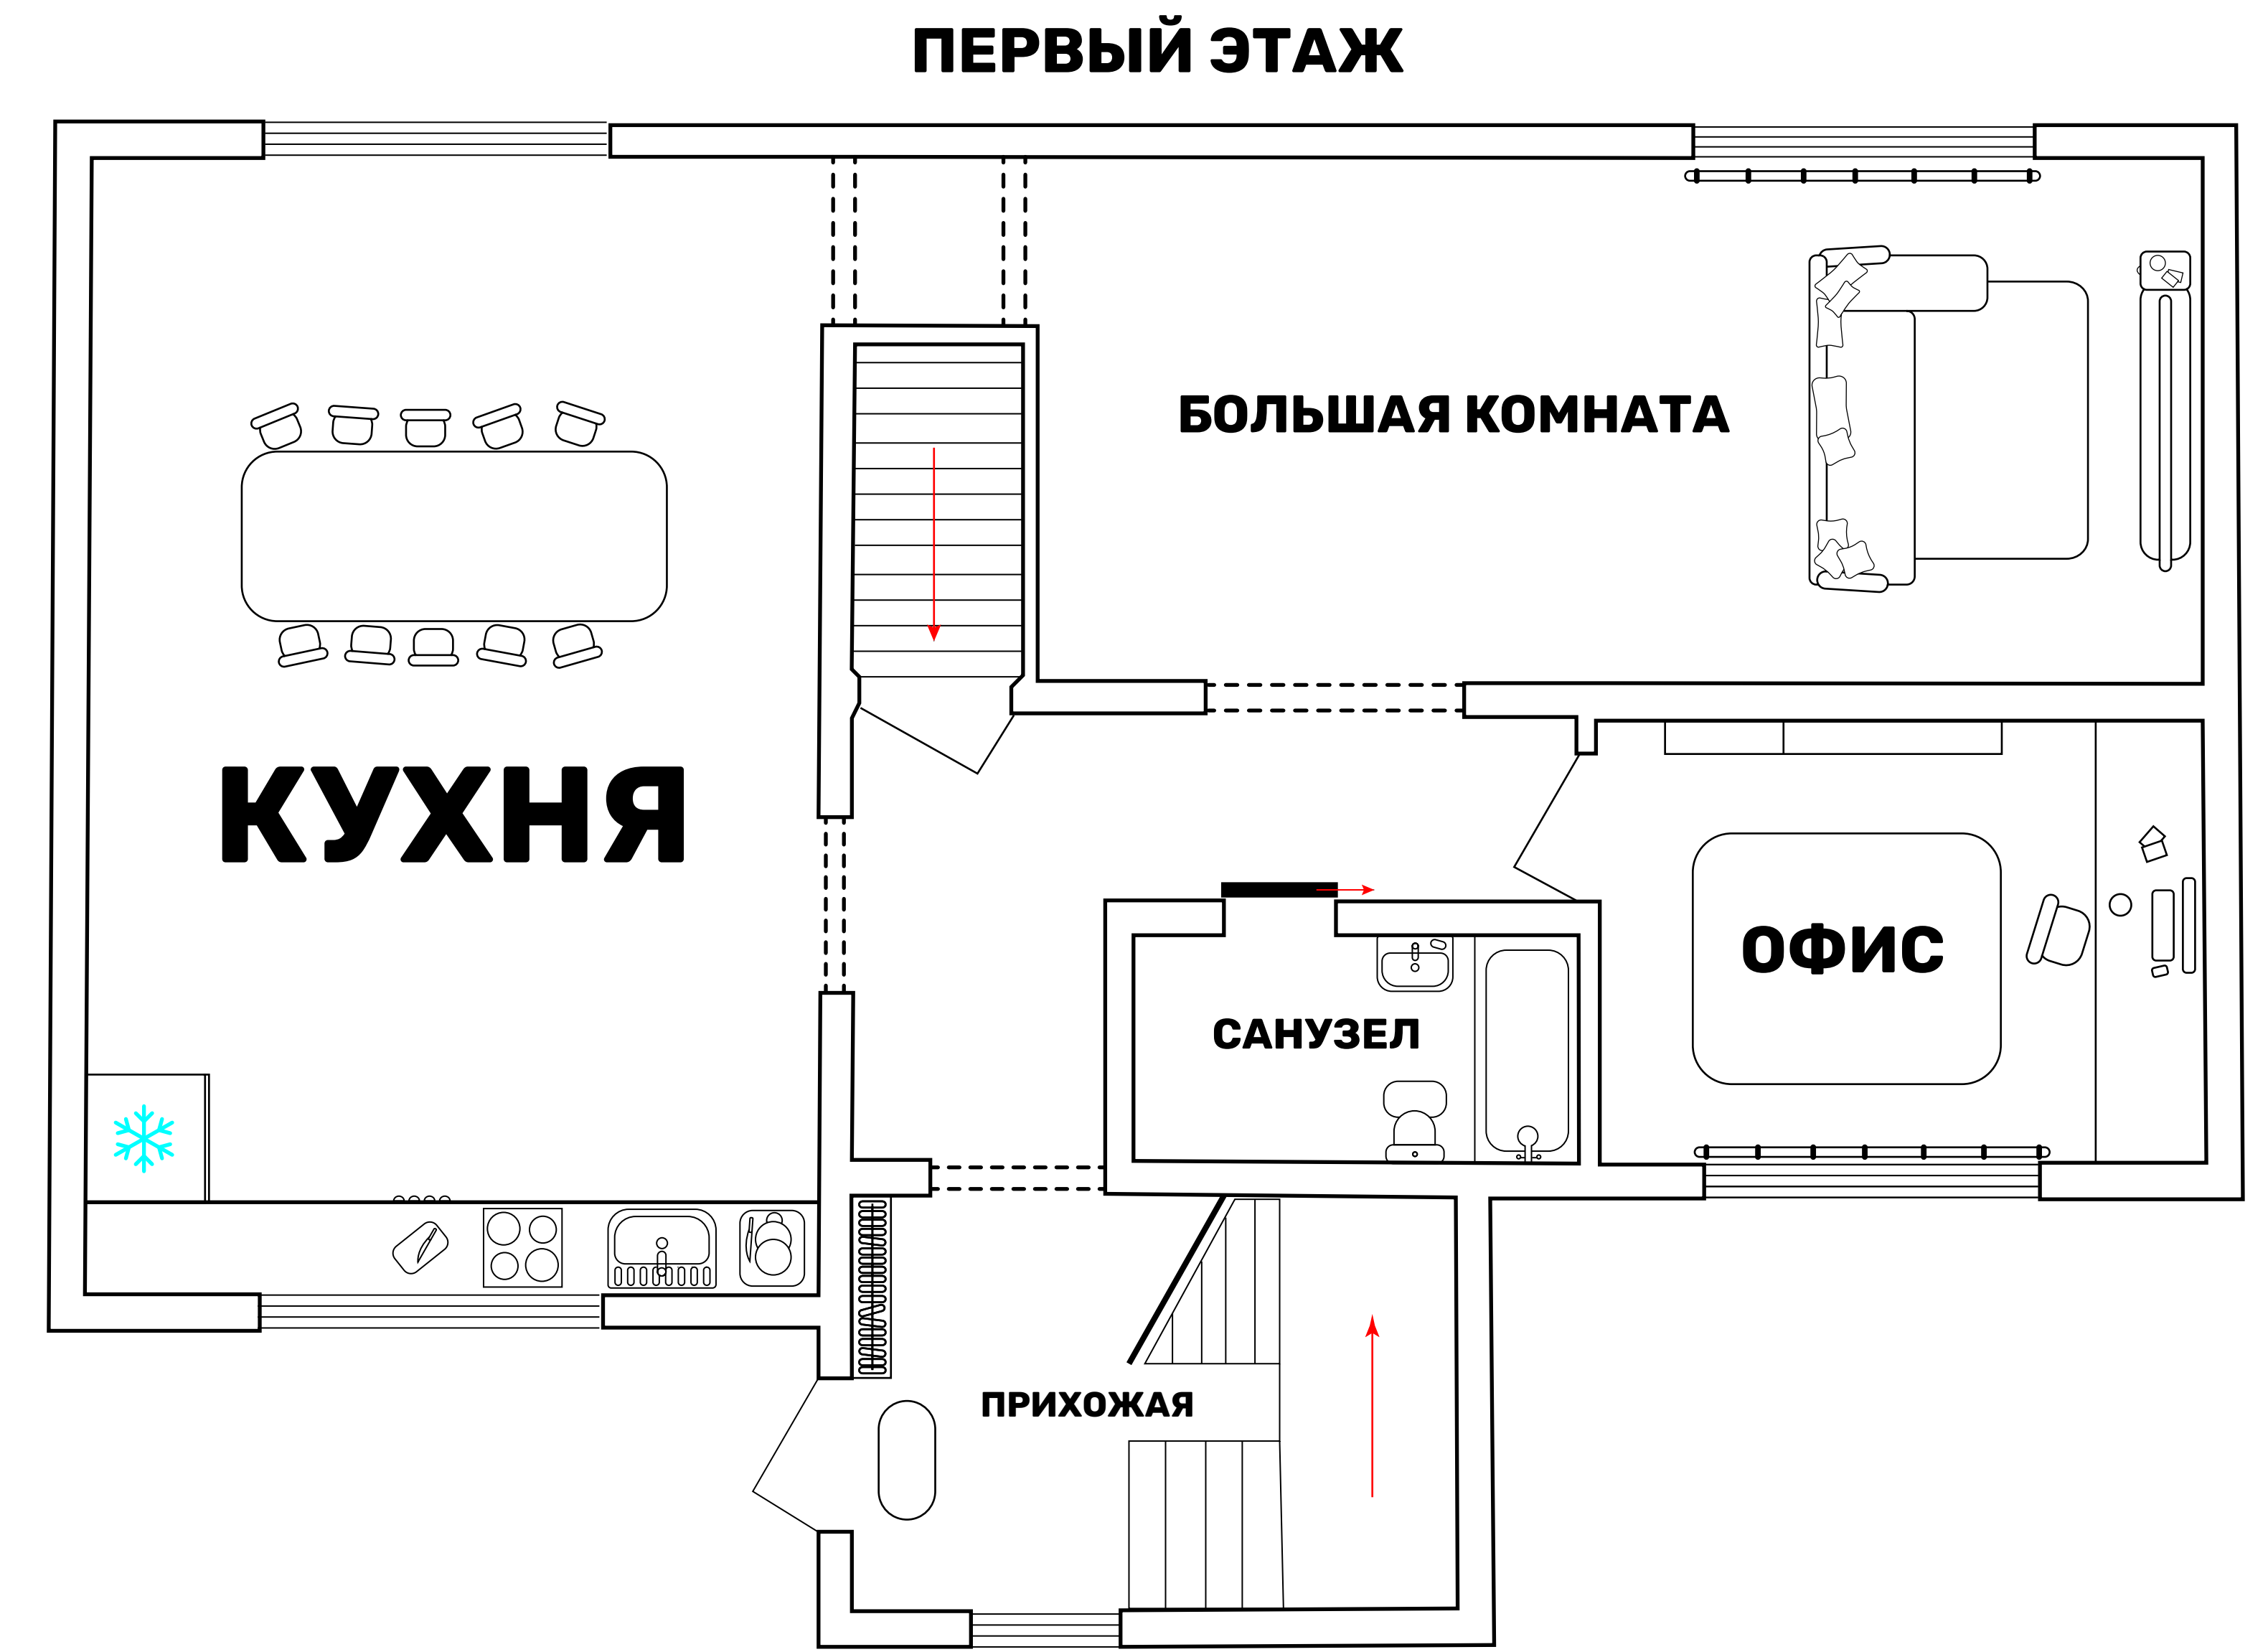 ПЕРВЫЙ ЭТАЖ
БОЛЬШАЯ КОМНАТА
КУХНЯ
ОФИС
САНУЗЕЛ
ПРИХОЖАЯ